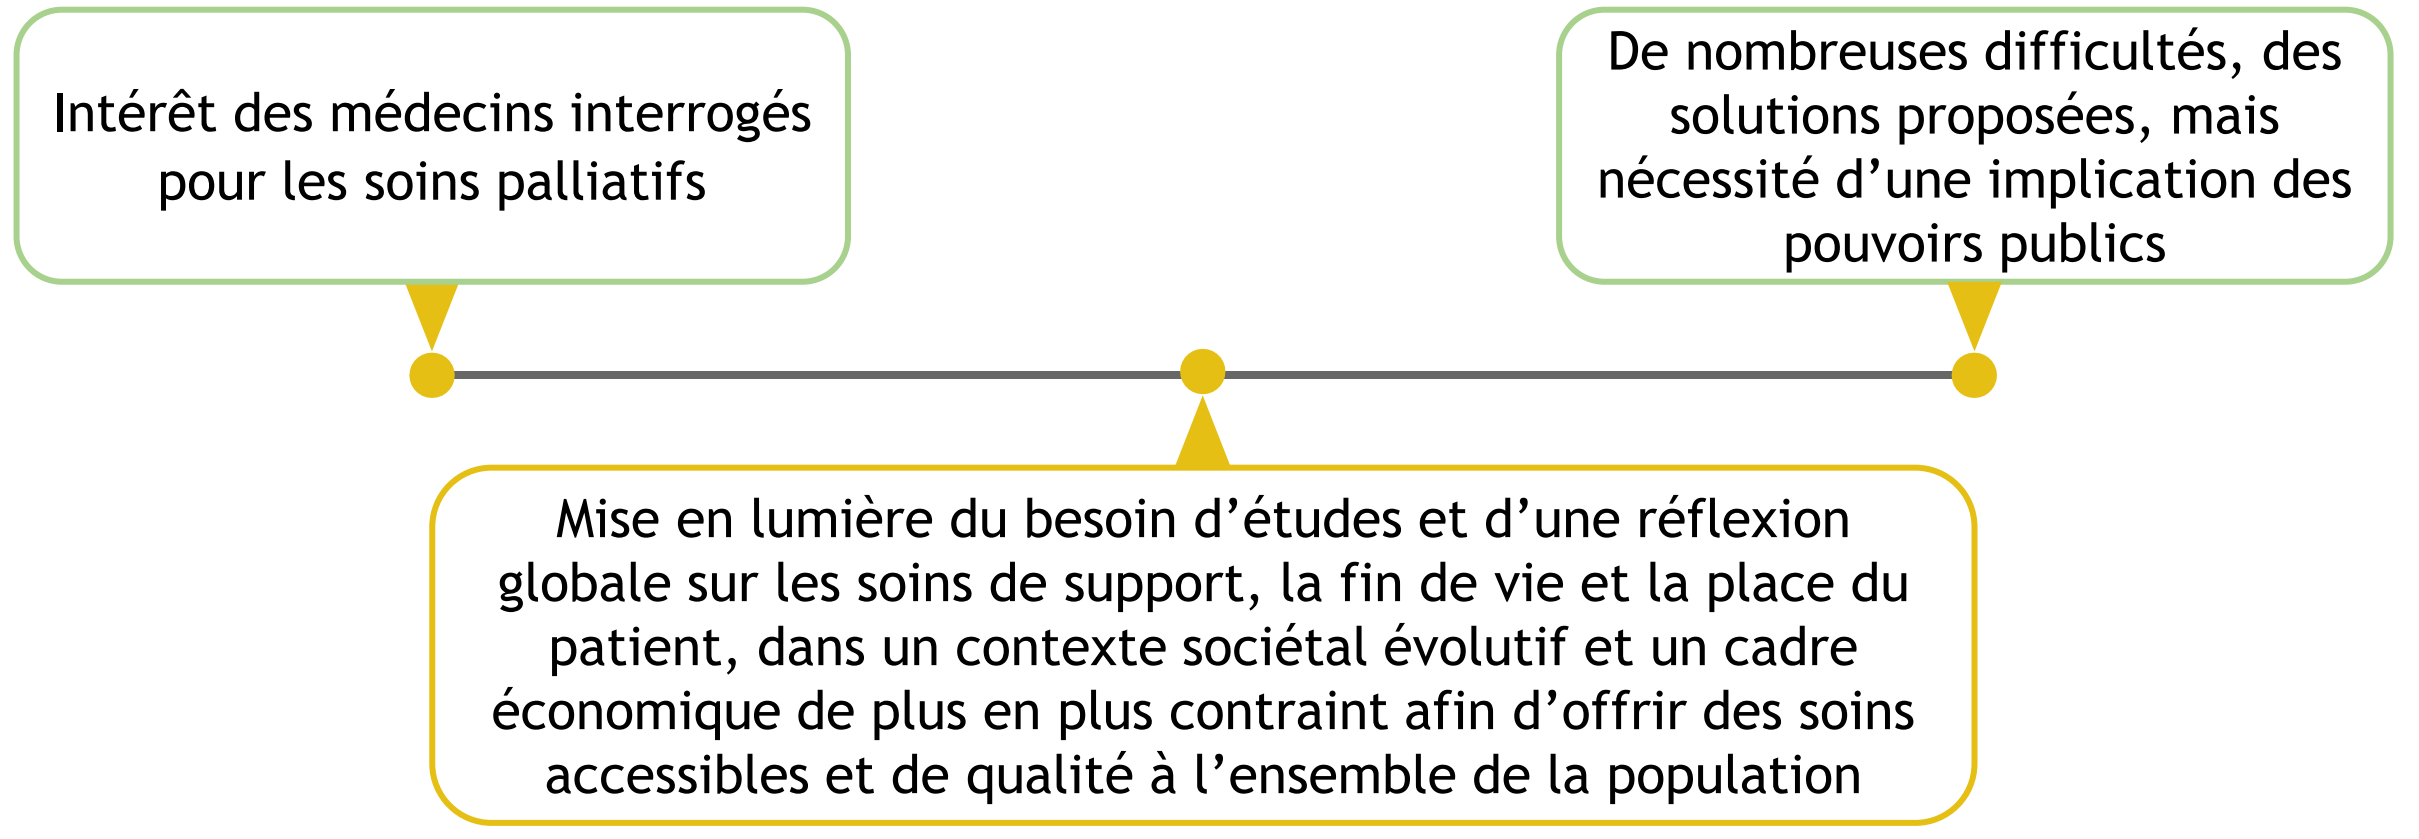 Intérêt des médecins interrogés
pour les soins palliatifs
De nombreuses difficultés, des
solutions proposées, mais
nécessité d’une implication des
pouvoirs publics
Mise en lumière du besoin d’études et d’une réflexion
globale sur les soins de support, la fin de vie et la place du
patient, dans un contexte sociétal évolutif et un cadre
économique de plus en plus contraint afin d’offrir des soins
accessibles et de qualité à l’ensemble de la population